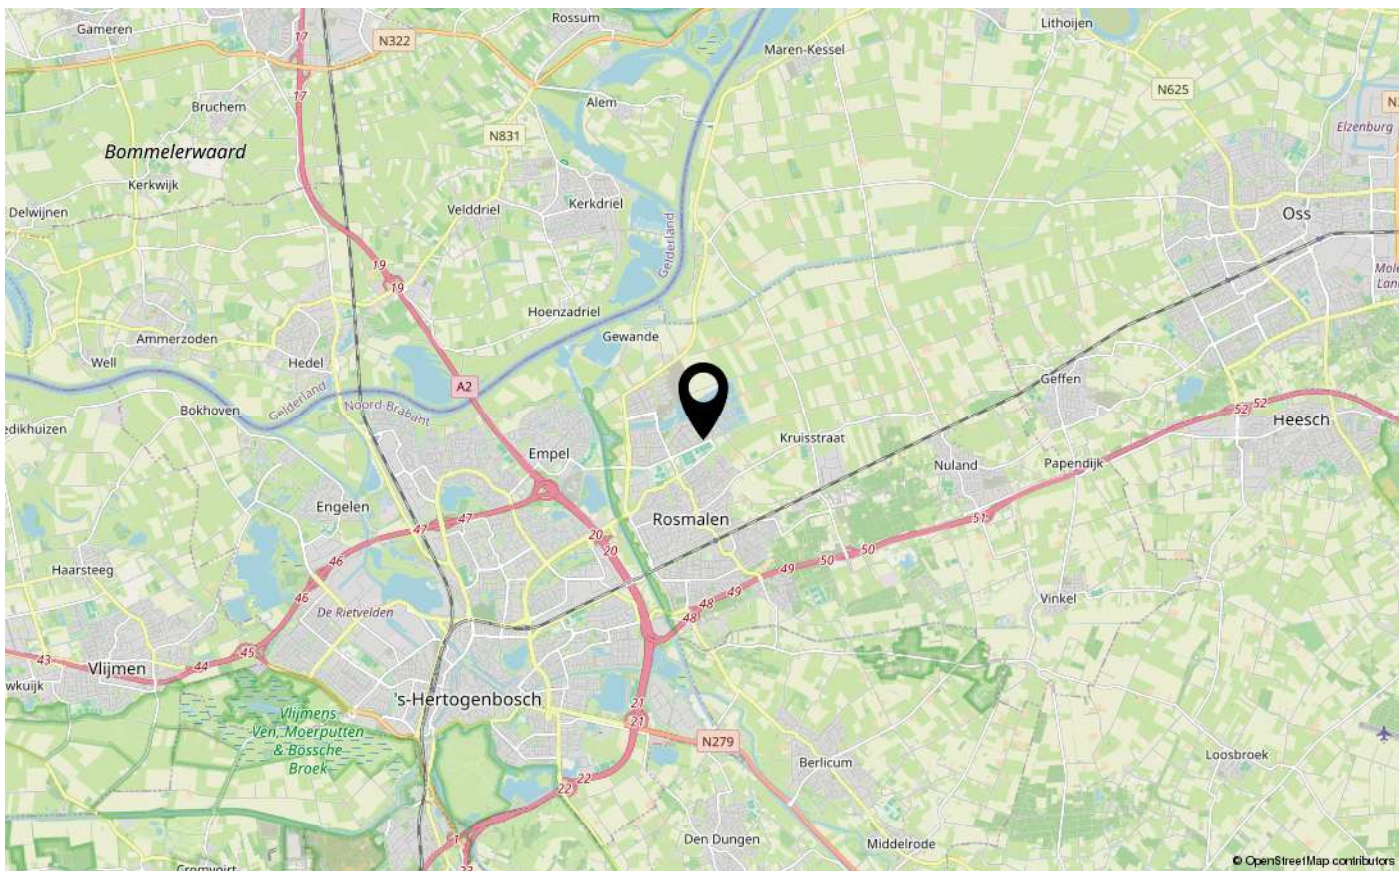 Gameren
17
N322
Rossum
Maren-Kessel
Lithoijen
N625
17
Bruchem
Alem
N831
Elzenburg
Bommelerwaard
Kerkwijk
Delwijnen
Velddriel
Kerkdriel
Oss
Gelderland
19
19
Hoenzadriel
Gewande
Ammerzoden
Well
Hedel
A2
Geffen
Gelderland
Noord-Brabant
Bokhoven
52
52
Heesch
edikhuizen
Empel
Kruisstraat
Nuland
Papendijk
Engelen
47
47
Rosmalen
51
20
20
46
50
50
Haarsteeg
49
49
46
De Rietvelden
48
48
Vinkel
45
43
44
Vlijmen
wkuijk
's-Hertogenbosch
21
21
Vlijmens
Ven, Moerputten
& Bossche
Broek
N279
Loosbroek
Berlicum
22
22
Den Dungen
Middelrode
© OpenStreetMap contributors